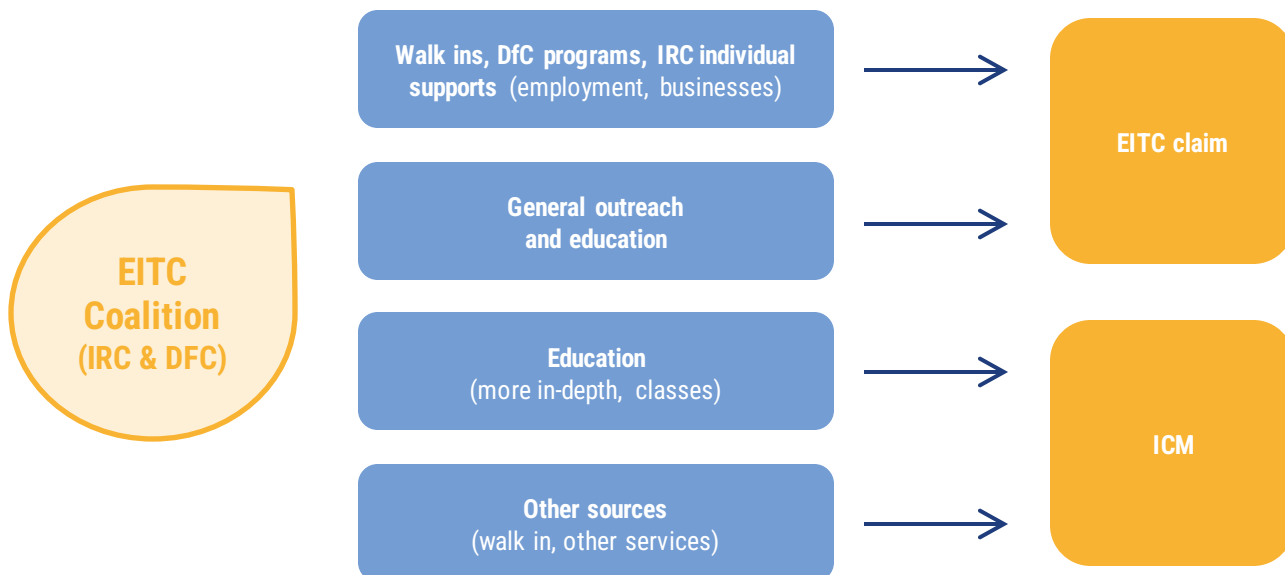 EITC
Coalition
(IRC & DFC)
Walk ins, DfC programs, IRC individual
supports (employment, businesses)
General outreach
and education
Education
(more in-depth, classes)
Other sources
(walk in, other services)
EITC claim
ICM